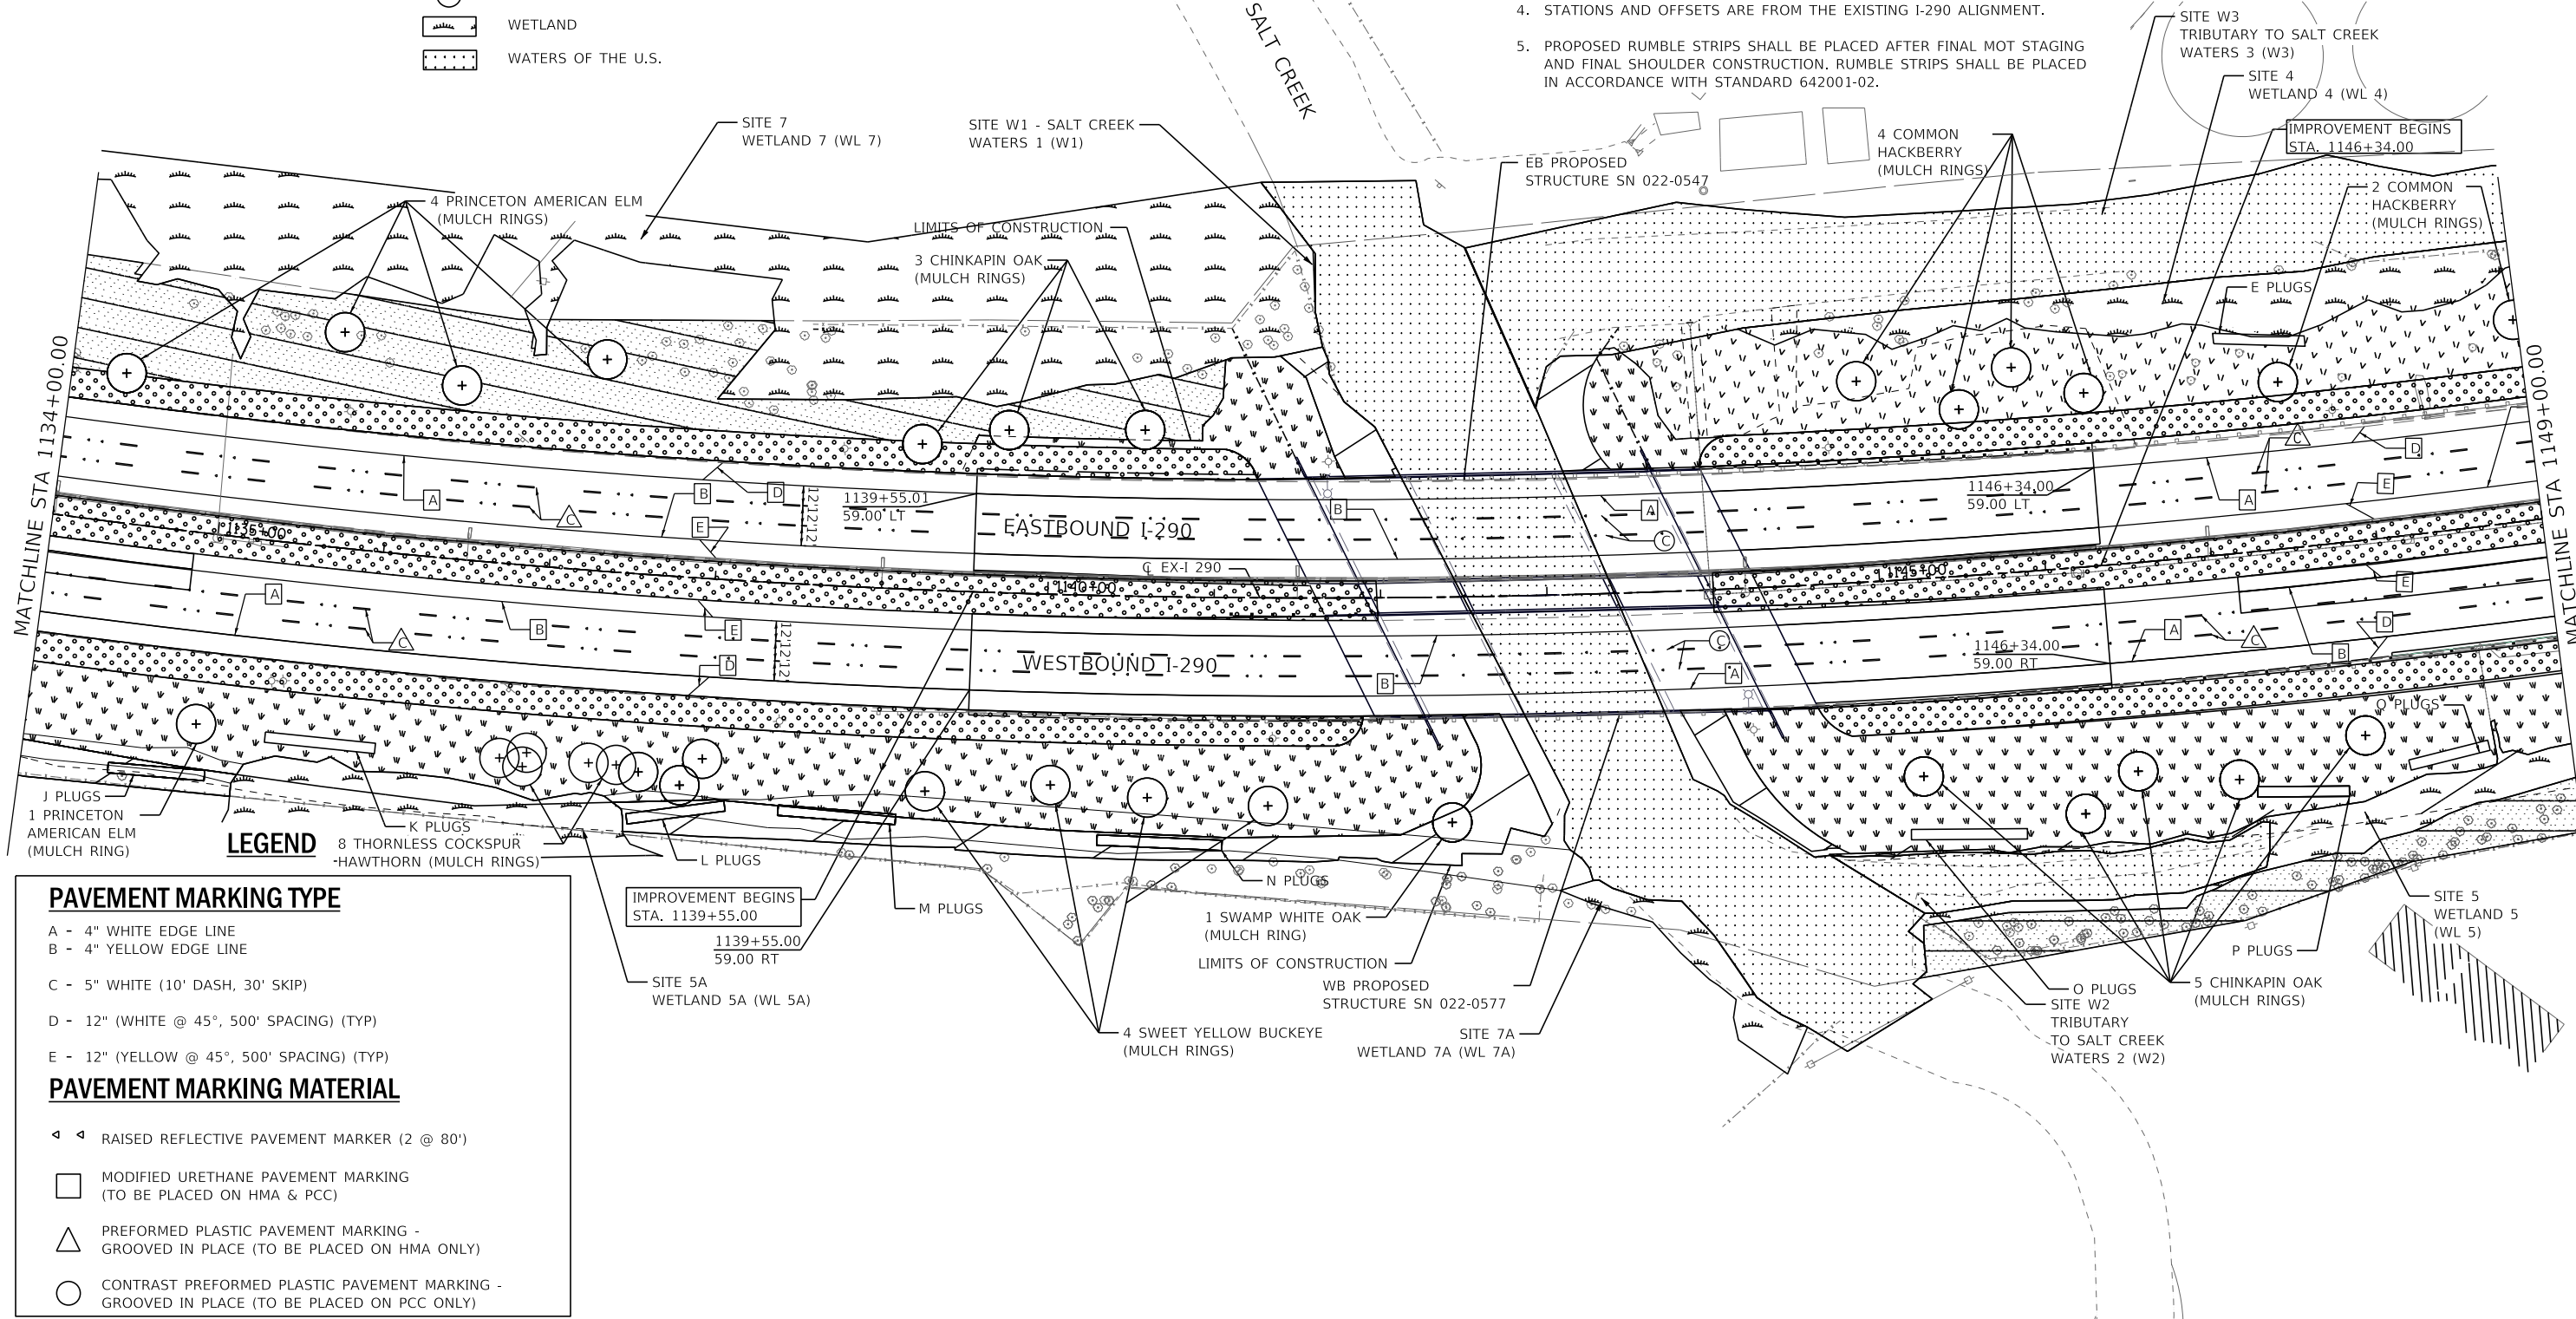 WETLAND
WATERS OF THE U.S.
SALT CREEK
4. STATIONS AND OFFSETS ARE FROM THE EXISTING I-290 ALIGNMENT.
5. PROPOSED RUMBLE STRIPS SHALL BE PLACED AFTER FINAL MOT STAGING
AND FINAL SHOULDER CONSTRUCTION. RUMBLE STRIPS SHALL BE PLACED
IN ACCORDANCE WITH STANDARD 642001-02.
SITE W3
TRIBUTARY TO SALT CREEK
WATERS 3 (W3)
SITE 4
WETLAND 4 (WL 4)
IMPROVEMENT BEGINS
STA. 1146+34.00
SITE 7
WETLAND 7 (WL 7)
SITE W1 - SALT CREEK
WATERS 1 (W1)
EB PROPOSED
STRUCTURE SN 022-0547
4 COMMON
HACKBERRY
(MULCH RINGS)
2 COMMON
HACKBERRY
(MULCH RINGS)
4 PRINCETON AMERICAN ELM
(MULCH RINGS)
LIMITS OF CONSTRUCTION
3 CHINKAPIN OAK
(MULCH RINGS)
E PLUGS
MATCHLINE STA 1134+00.00
MATCHLINE STA 1149+00.00
A
C
B
D
E
12'12'12'
1139+55.01
59.00 LT
EASTBOUND I-290
B
A
C
1146+34.00
59.00 LT
A
C
D
E
1135+00
C EX-I 290
1140+00
1145+00
A
C
B
E
D
12'12'12'
WESTBOUND I-290
B
C
A
1146+34.00
59.00 RT
A
C
B
D
E
Q PLUGS
J PLUGS
1 PRINCETON
AMERICAN ELM
(MULCH RING)
K PLUGS
8 THORNLESS COCKSPUR
HAWTHORN (MULCH RINGS)
L PLUGS
IMPROVEMENT BEGINS
STA. 1139+55.00
1139+55.00
59.00 RT
M PLUGS
N PLUGS
SITE 5A
WETLAND 5A (WL 5A)
1 SWAMP WHITE OAK
(MULCH RING)
LIMITS OF CONSTRUCTION
WB PROPOSED
STRUCTURE SN 022-0577
4 SWEET YELLOW BUCKEYE
(MULCH RINGS)
SITE 7A
WETLAND 7A (WL 7A)
SITE 5
WETLAND 5
(WL 5)
P PLUGS
5 CHINKAPIN OAK
(MULCH RINGS)
O PLUGS
SITE W2
TRIBUTARY
TO SALT CREEK
WATERS 2 (W2)
LEGEND
PAVEMENT MARKING TYPE
A - 4" WHITE EDGE LINE
B - 4" YELLOW EDGE LINE
C - 5" WHITE (10' DASH, 30' SKIP)
D - 12" (WHITE @ 45°, 500' SPACING) (TYP)
E - 12" (YELLOW @ 45°, 500' SPACING) (TYP)
PAVEMENT MARKING MATERIAL
RAISED REFLECTIVE PAVEMENT MARKER (2 @ 80')
MODIFIED URETHANE PAVEMENT MARKING
(TO BE PLACED ON HMA & PCC)
PREFORMED PLASTIC PAVEMENT MARKING -
GROOVED IN PLACE (TO BE PLACED ON HMA ONLY)
CONTRAST PREFORMED PLASTIC PAVEMENT MARKING -
GROOVED IN PLACE (TO BE PLACED ON PCC ONLY)